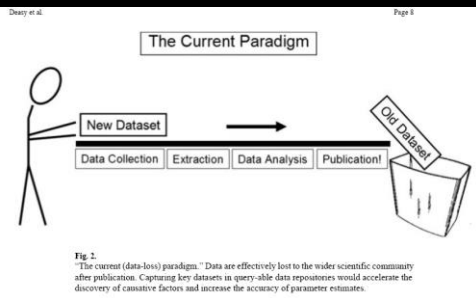 Deasy et al. Page 8
The Current Paradigm
New Dataset
Old Dataset
Data Collection Extraction Data Analysis Publication!
Fig. 2.
"The current (data-loss) paradigm." Data are effectively lost to the wider scientific community
after publication. Capturing key datasets in query-able data repositories would accelerate the
discovery of causative factors and increase the accuracy of parameter estimates.